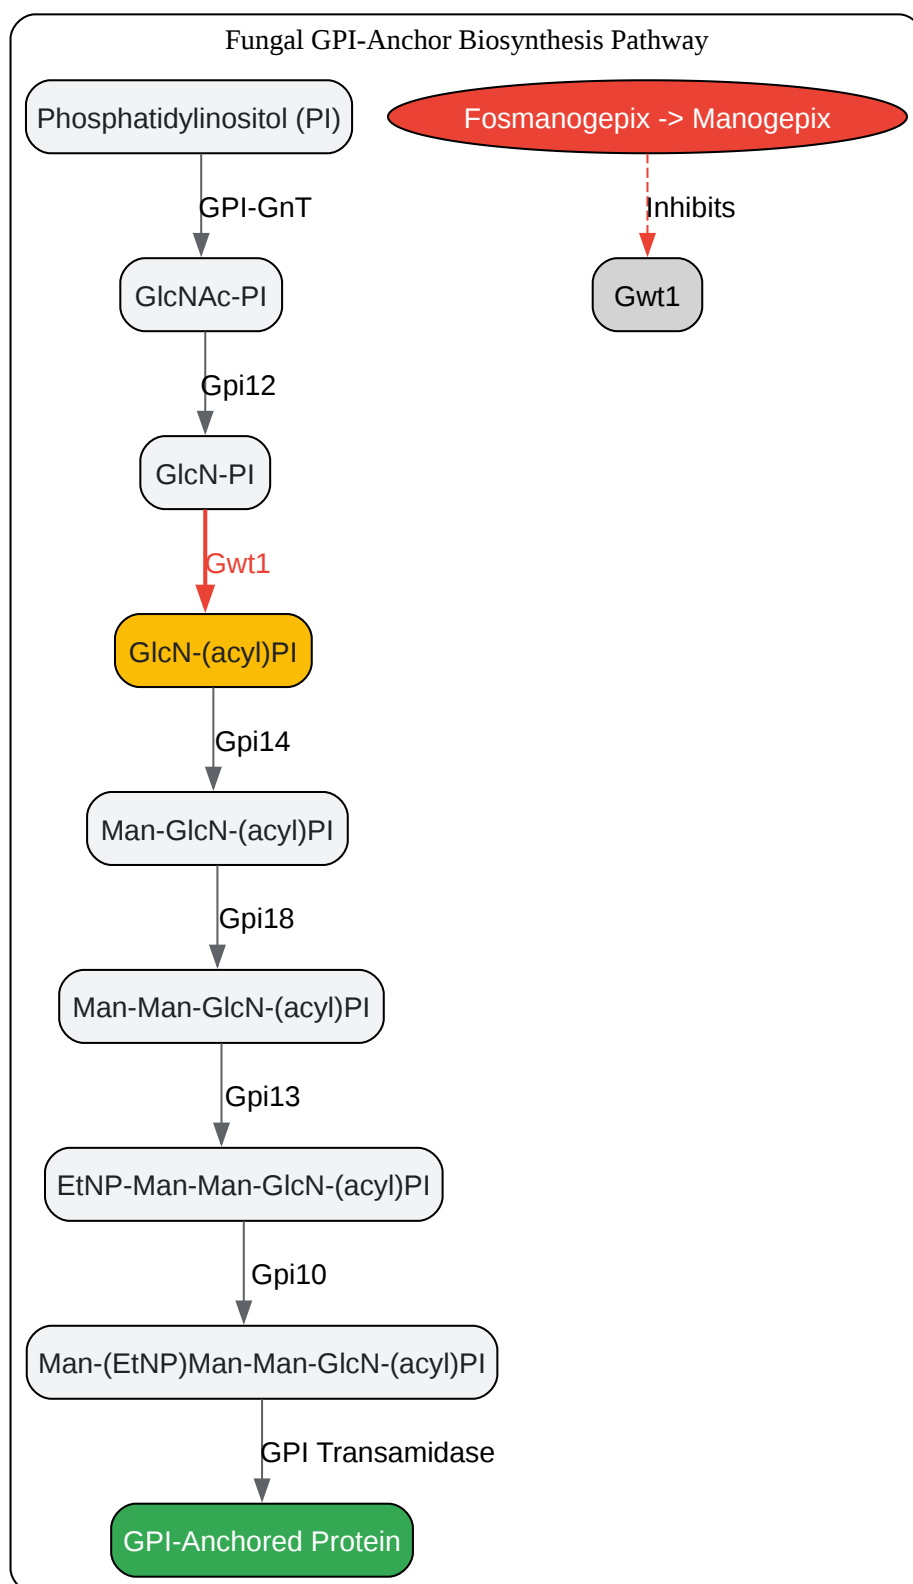 Fungal GPI-Anchor Biosynthesis Pathway
Phosphatidylinositol (PI)
Fosmanogepix -> Manogepix
GPI-GnT
Inhibits
GlcNAc-PI
Gwt1
Gpi12
GlcN-PI
Gwt1
GlcN-(acyl)PI
Gpi14
Man-GlcN-(acyl)PI
Gpi18
Man-Man-GlcN-(acyl)PI
Gpi13
EtNP-Man-Man-GlcN-(acyl)PI
Gpi10
Man-(EtNP)Man-Man-GlcN-(acyl)PI
GPI Transamidase
GPI-Anchored Protein